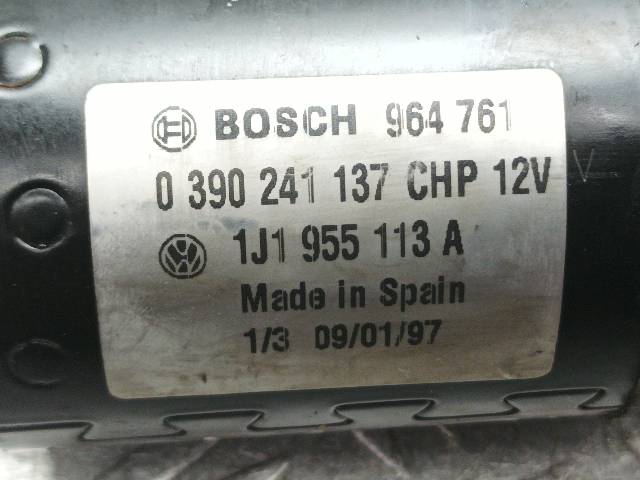 BOSCH 964 761
0 390 241 137 CHP 12V
1J1 955 113 A
Made in Spain
1/3 09/01/97